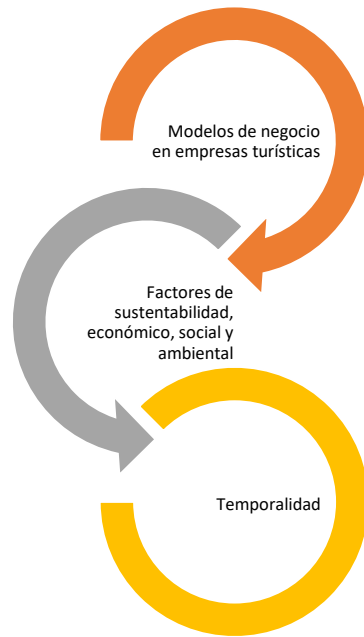 Modelos de negocio
en empresas turísticas
Factores de
sustentabilidad,
económico, social y
ambiental
Temporalidad